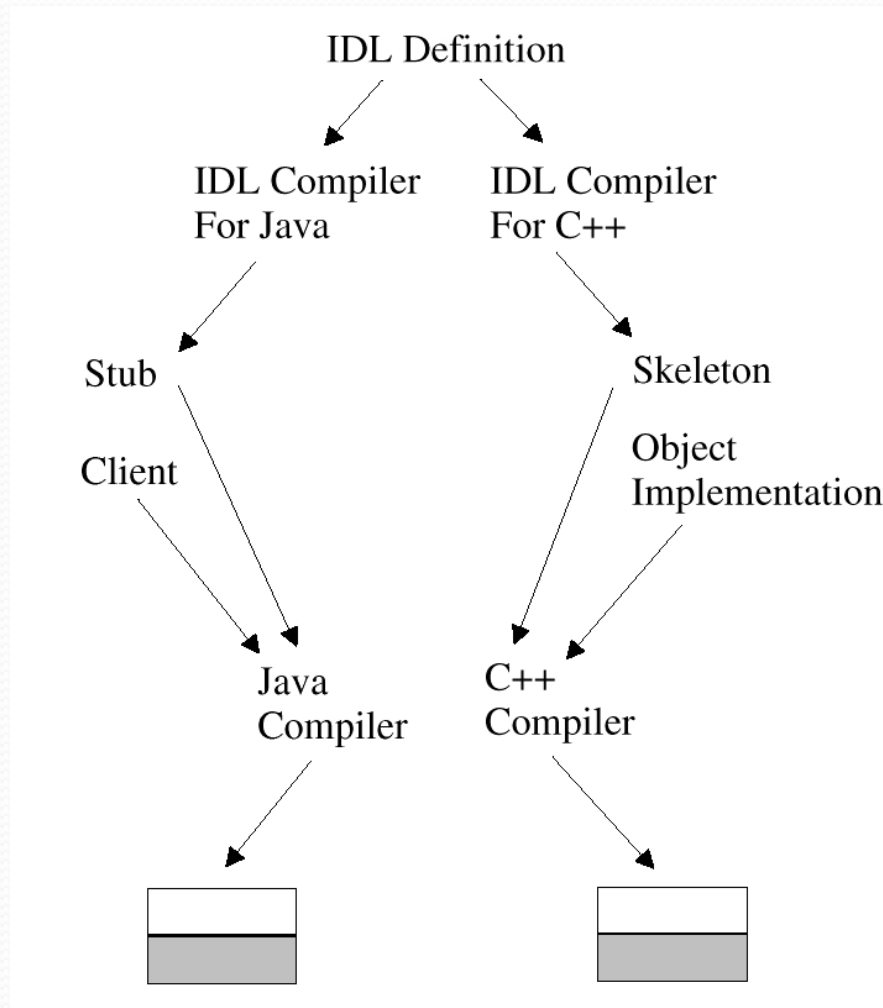 IDL Definition
IDL Compiler
For Java
IDL Compiler
For C++
Stub
Skeleton
Client
Object
Implementation
Java
Compiler
C++
Compiler